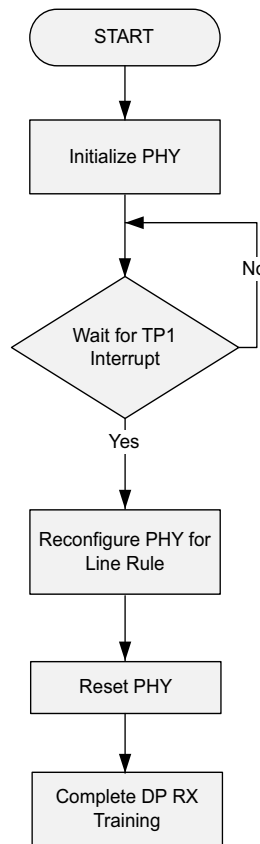 START
Initialize PHY
No
Wait for TP1
Interrupt
Yes
Reconfigure PHY for
Line Rule
Reset PHY
Complete DP RX
Training